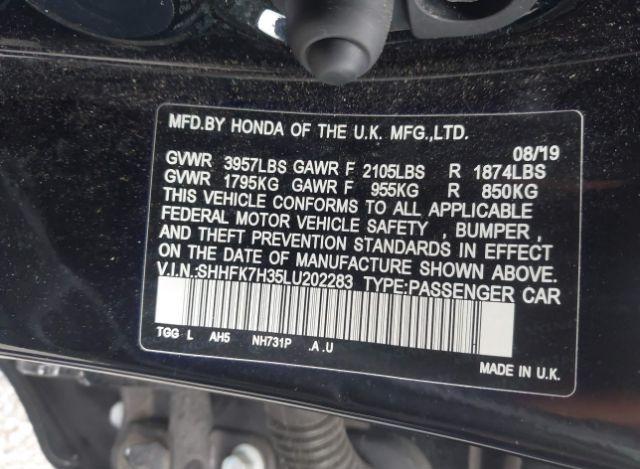 MFD.BY HONDA OF THE U.K. MFG.,LTD.
08/19
GVWR 3957LBS GAWR F 2105LBS R 1874LBS
GVWR 1795KG GAWR F 955KG R 850KG
THIS VEHICLE CONFORMS TO ALL APPLICABLE
FEDERAL MOTOR VEHICLE SAFETY , BUMPER ,
AND THEFT PREVENTION STANDARDS IN EFFECT
ON THE DATE OF MANUFACTURE SHOWN ABOVE.
V.I.N.:SHHFK7H35LU202283 TYPE:PASSENGER CAR
TGG L AH5 NH731P .A .U
MADE IN U.K.